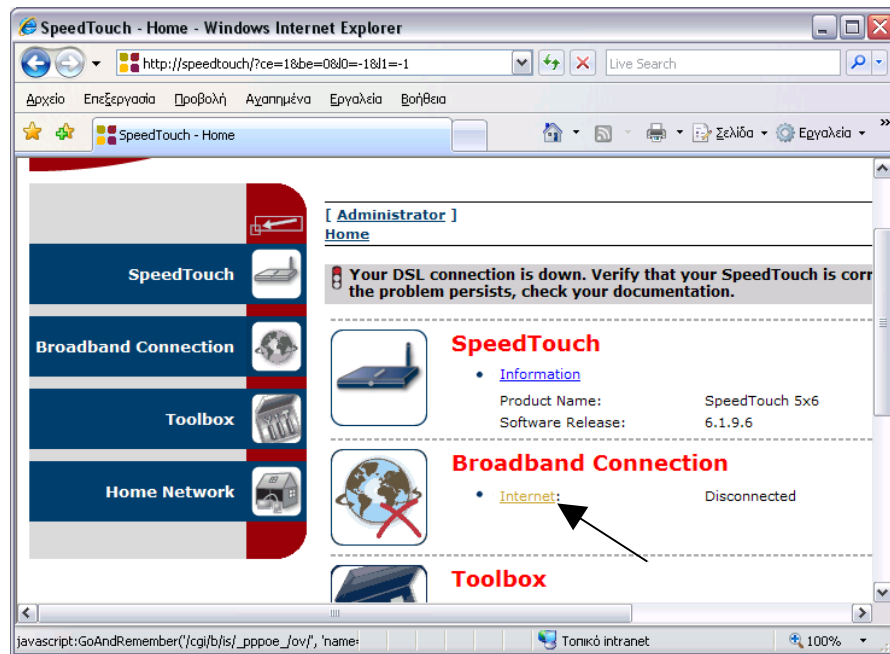 SpeedTouch - Home - Windows Internet Explorer
http://speedtouch/?ce=1&be=0&l0=-1&l1=-1
Live Search
Αρχείο Επεξεργασία Προβολή Αγαπημένα Εργαλεία Βοήθεια
SpeedTouch - Home
Σελίδα
Εργαλεία
»
[ Administrator ]
Home
SpeedTouch
Broadband Connection
Toolbox
Home Network
Your DSL connection is down. Verify that your SpeedTouch is corr
the problem persists, check your documentation.
SpeedTouch
Information
Product Name: SpeedTouch 5x6
Software Release: 6.1.9.6
Broadband Connection
Internet: Disconnected
Toolbox
javascript:GoAndRemember('/cgi/b/is/_pppoe_/ov/', 'name=
Τοπικό intranet
100%